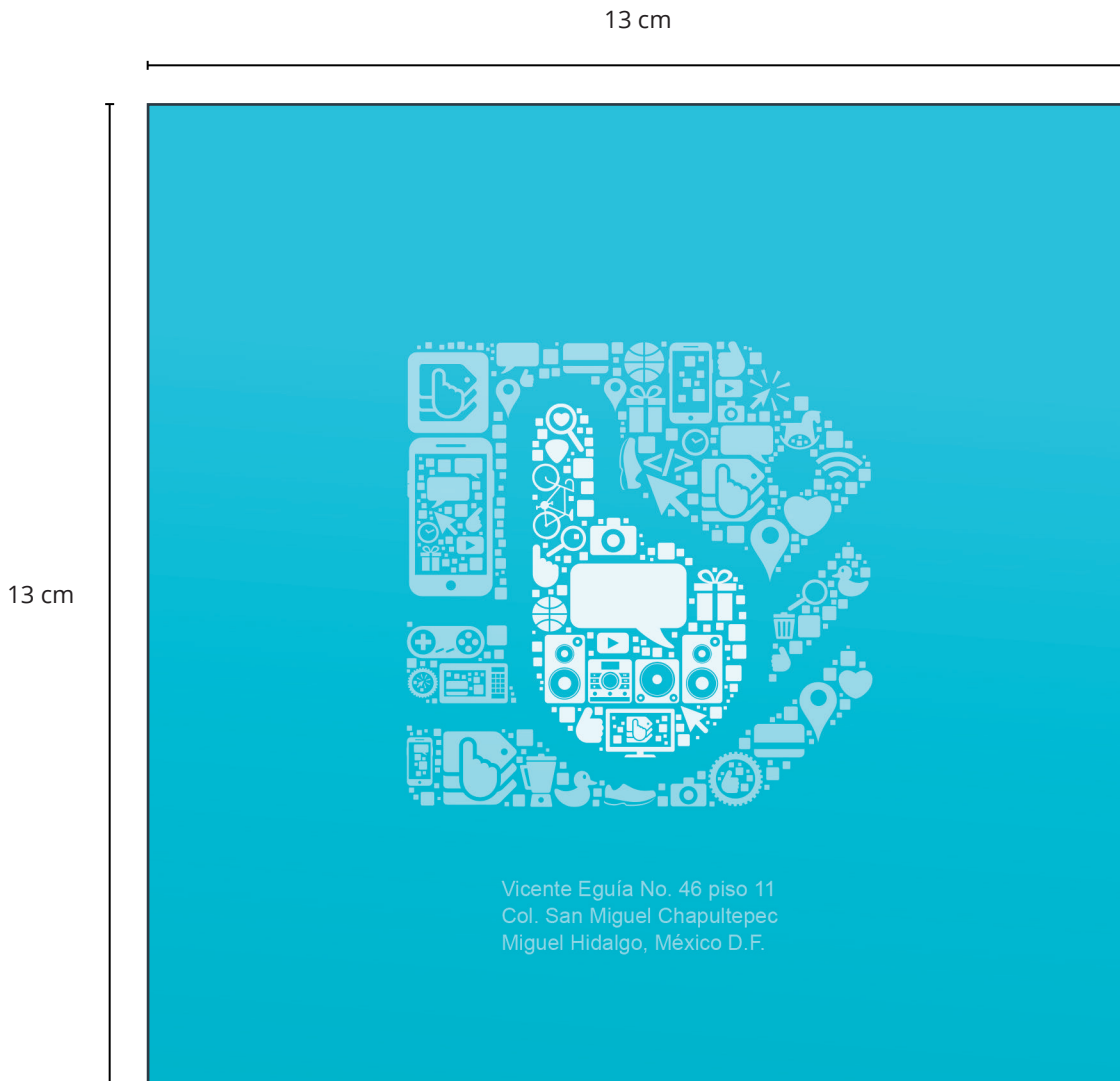 13 cm
13 cm
</>
Vicente Eguía No. 46 piso 11
Col. San Miguel Chapultepec
Miguel Hidalgo, México D.F.